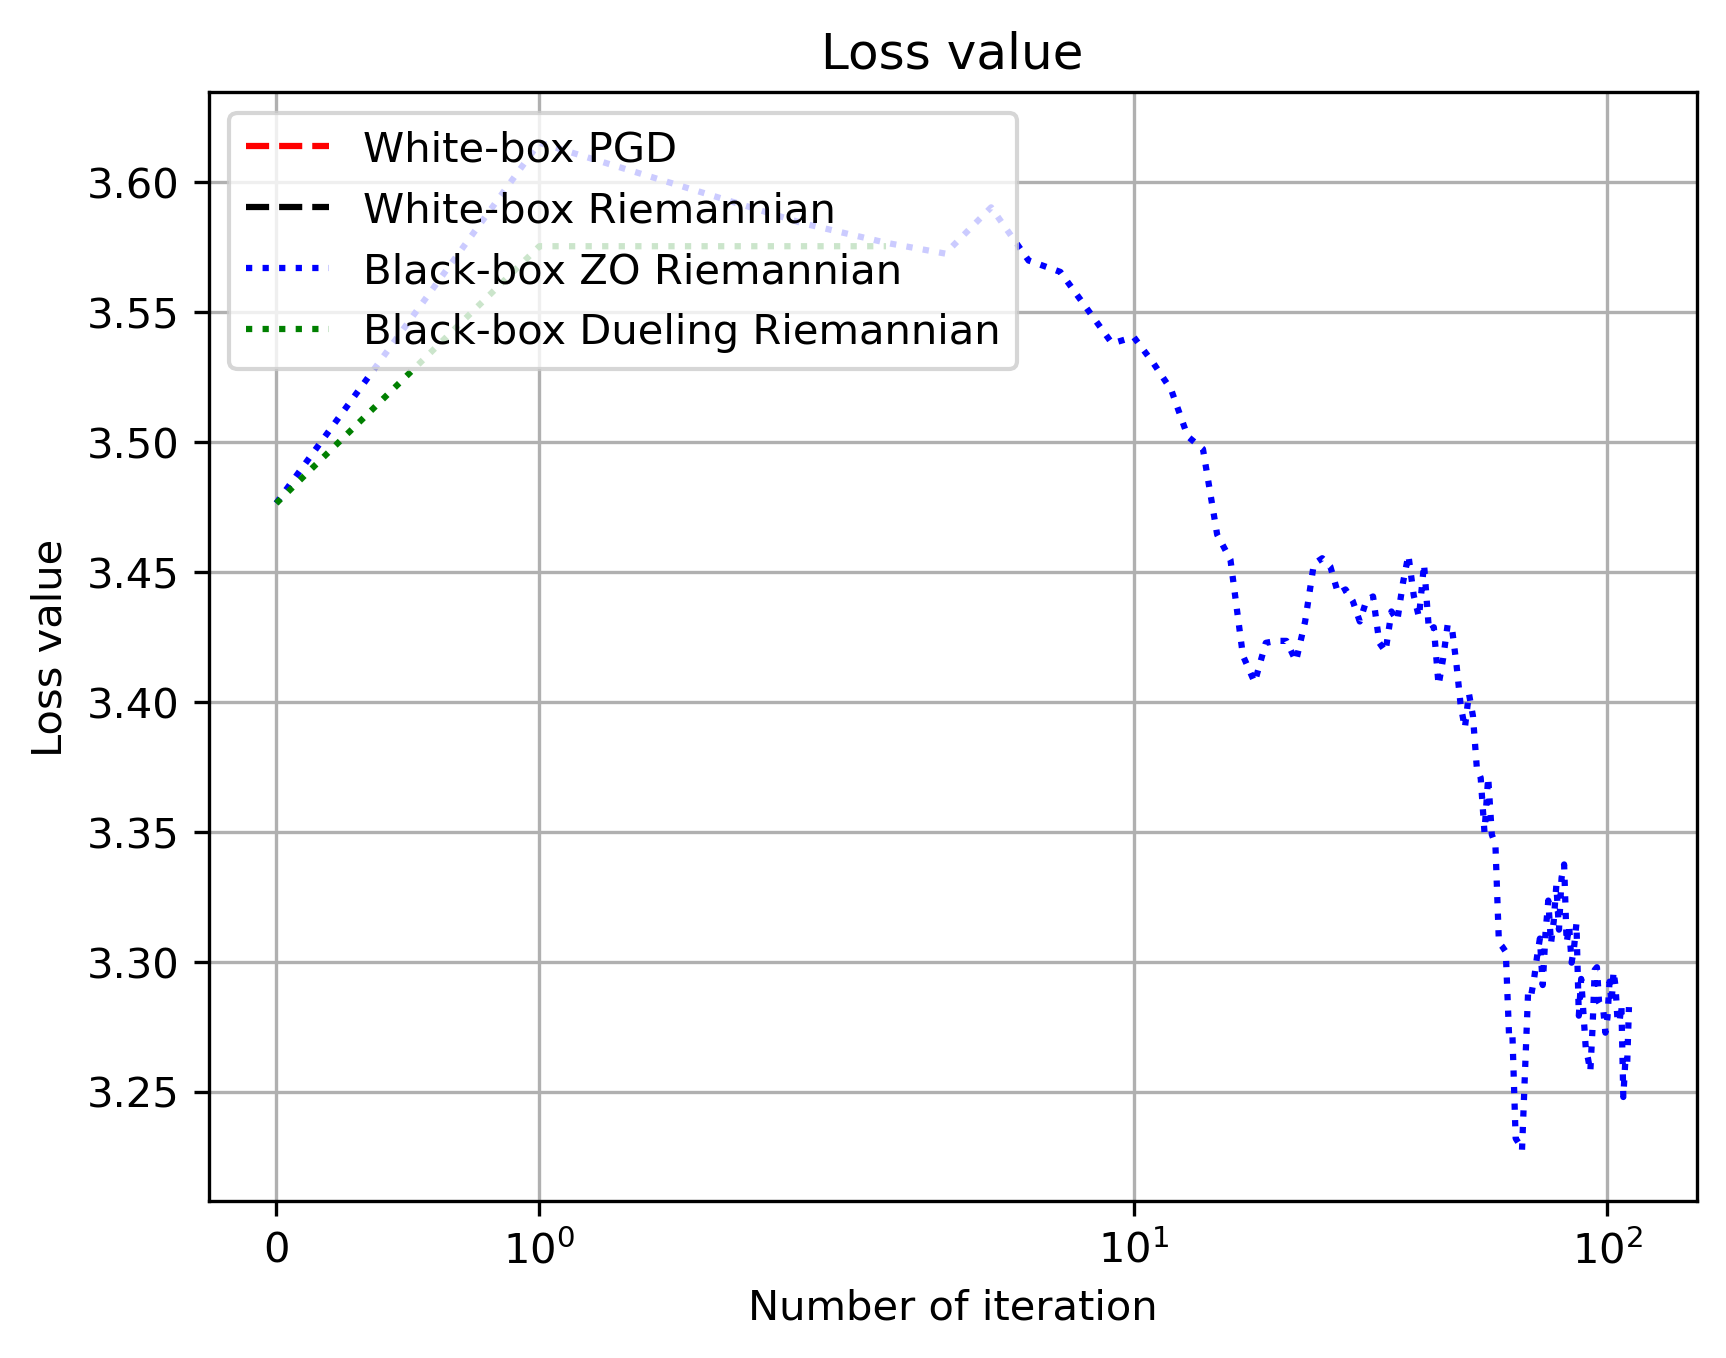 Loss value
White-box PGD
White-box Riemannian
Black-box ZO Riemannian
Black-box Dueling Riemannian
3.60
3.55
3.50
3.45
3.40
3.35
3.30
3.25
Loss value
0 10⁰ 10¹ 10²
Number of iteration